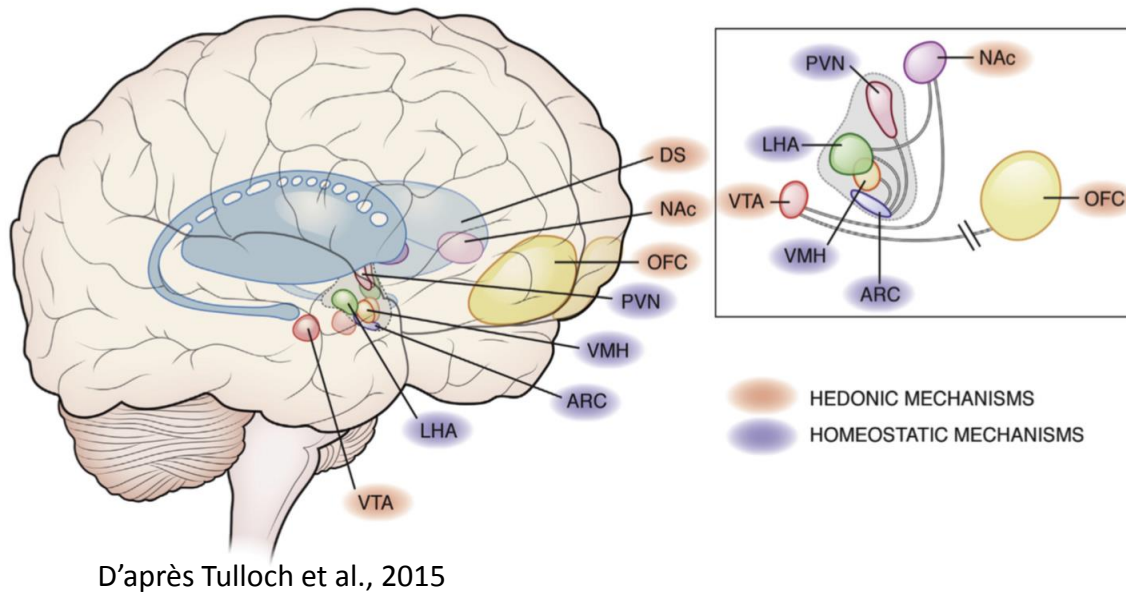 DS
NAc
OFC
PVN
VMH
ARC
LHA
VTA
PVN
NAc
LHA
VTA
OFC
VMH
ARC
HEDONIC MECHANISMS
HOMEOSTATIC MECHANISMS
D’après Tulloch et al., 2015